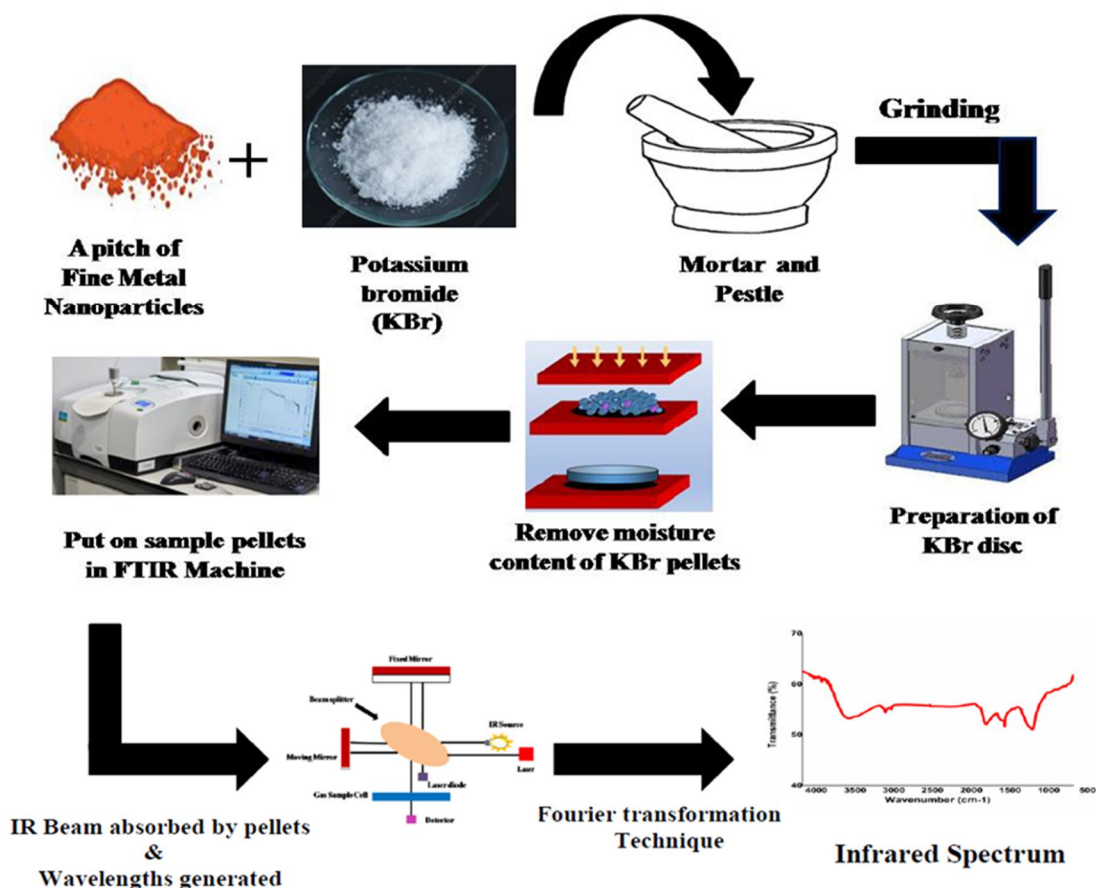 A pitch of
Fine Metal
Nanoparticles
+
Potassium
bromide
(KBr)
Mortar and
Pestle
Grinding
Preparation of
KBr disc
Remove moisture
content of KBr pellets
Put on sample pellets
in FTIR Machine
IR Beam absorbed by pellets
&
Wavelengths generated
Fixed Mirror
Beam splitter
IR Source
Moving Mirror
Laser
Laser diode
Gas Sample Cell
Detector
Fourier transformation
Technique
70
60
50
40
Transmittance (%)
4000 3500 3000 2500 2000 1500 1000 500
Wavenumber (cm-1)
Infrared Spectrum